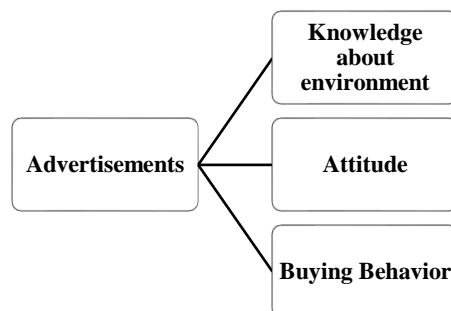 Knowledge
about
environment
Advertisements
Attitude
Buying Behavior